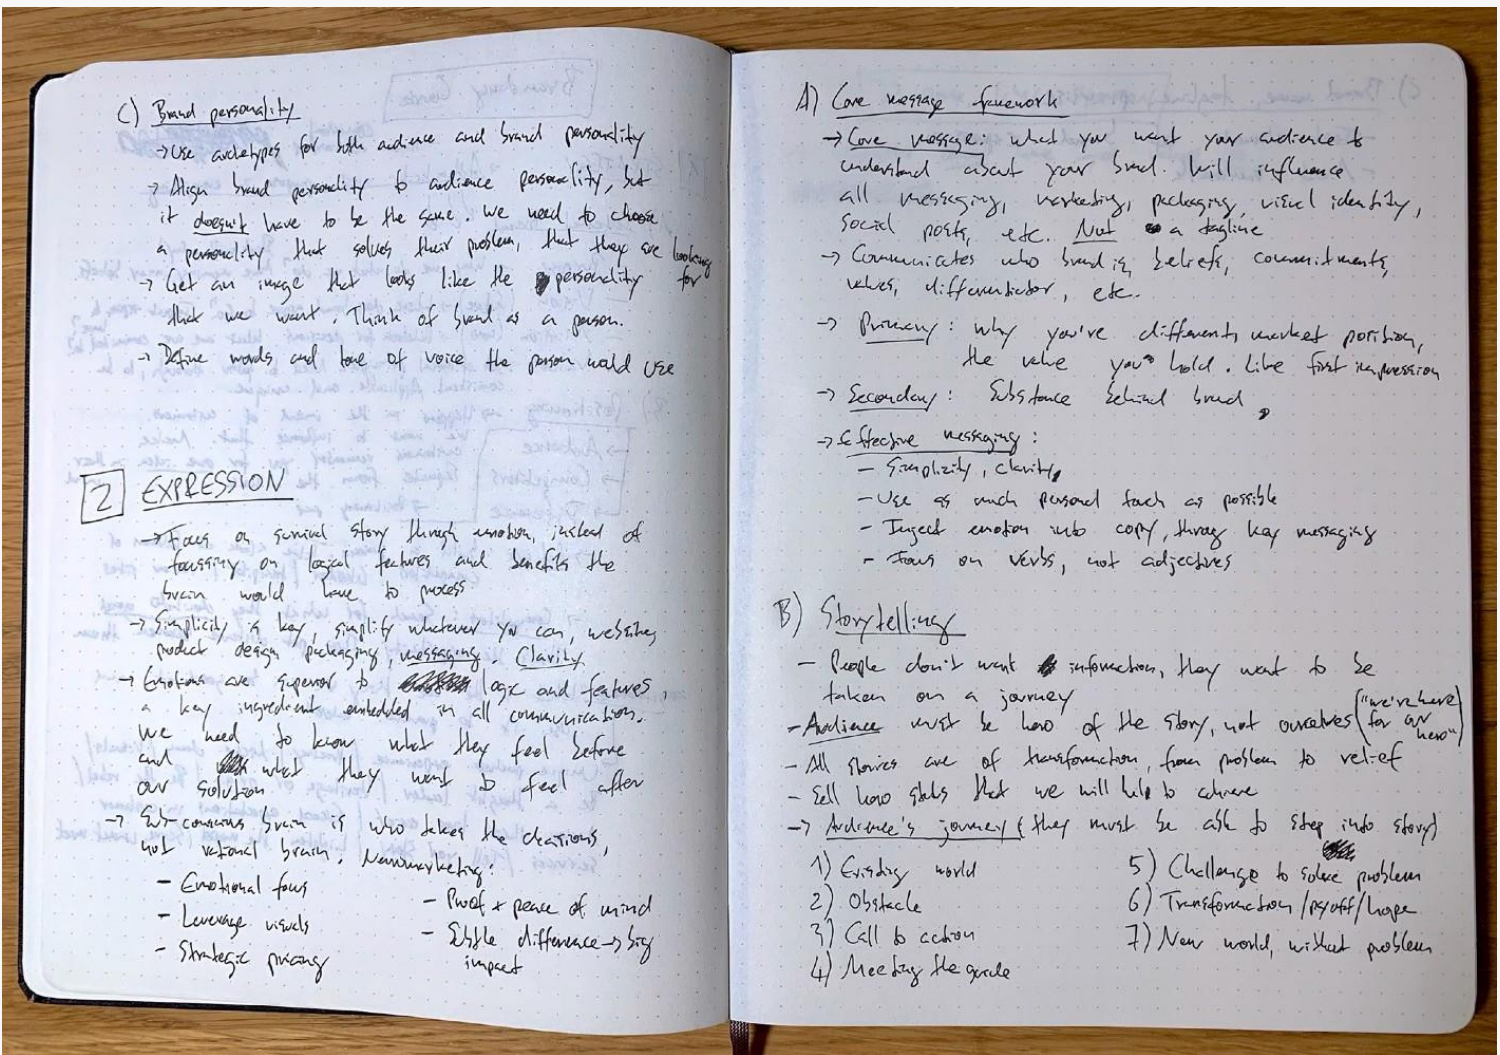 C) Brand personality
→ Use archetypes for both audience and brand personality
→ Align brand personality to audience personality, but
it doesn't have to be the same. We need to choose
a personality that solves their problem, that they are looking
for
→ Get an image that looks like the personality
that we want. Think of brand as a person.
→ Define words and tone of voice the person would use
2 EXPRESSION
→ Focus on survival story through emotion, instead of
focussing on logical features and benefits the
brain would have to process
→ Simplicity is key, simplify whatever you can, websites,
product design, packaging, messaging. Clarity
→ Emotions are superior to logic and features,
a key ingredient embedded in all communication.
We need to know what they feel before
and what they want to feel after
our solution
→ Sub-conscious brain is who takes the decisions,
not rational brain. Neuromarketing:
- Emotional focus
- Leverage visuals
- Strategic pricing
- Proof + peace of mind
- Subtle difference → big
impact
A) Core message framework
→ Core message: what you want your audience to
understand about your brand. Will influence
all messaging, marketing, packaging, visual identity,
social posts, etc. Not a tagline
→ Communicates who brand is, beliefs, commitments,
values, differentiator, etc.
→ Primary: why you're different, market position,
the value you hold. Like first impression
→ Secondary: Substance behind brand
→ Effective messaging:
- Simplicity, clarity
- Use as much personal touch as possible
- Inject emotion into copy, throug key messaging
- Focus on verbs, not adjectives
B) Storytelling
- People don't want information, they want to be
taken on a journey
- Audience must be hero of the story, not ourselves ("we're here
for our
hero")
- All stories are of transformation, from problem to relief
- Sell hero status that we will help to achieve
→ Audience's journey (they must be able to step into story)
1) Existing world
2) Obstacle
3) Call to action
4) Meeting the guide
5) Challenge to solve problem
6) Transformation/payoff/hope
7) New world, without problem